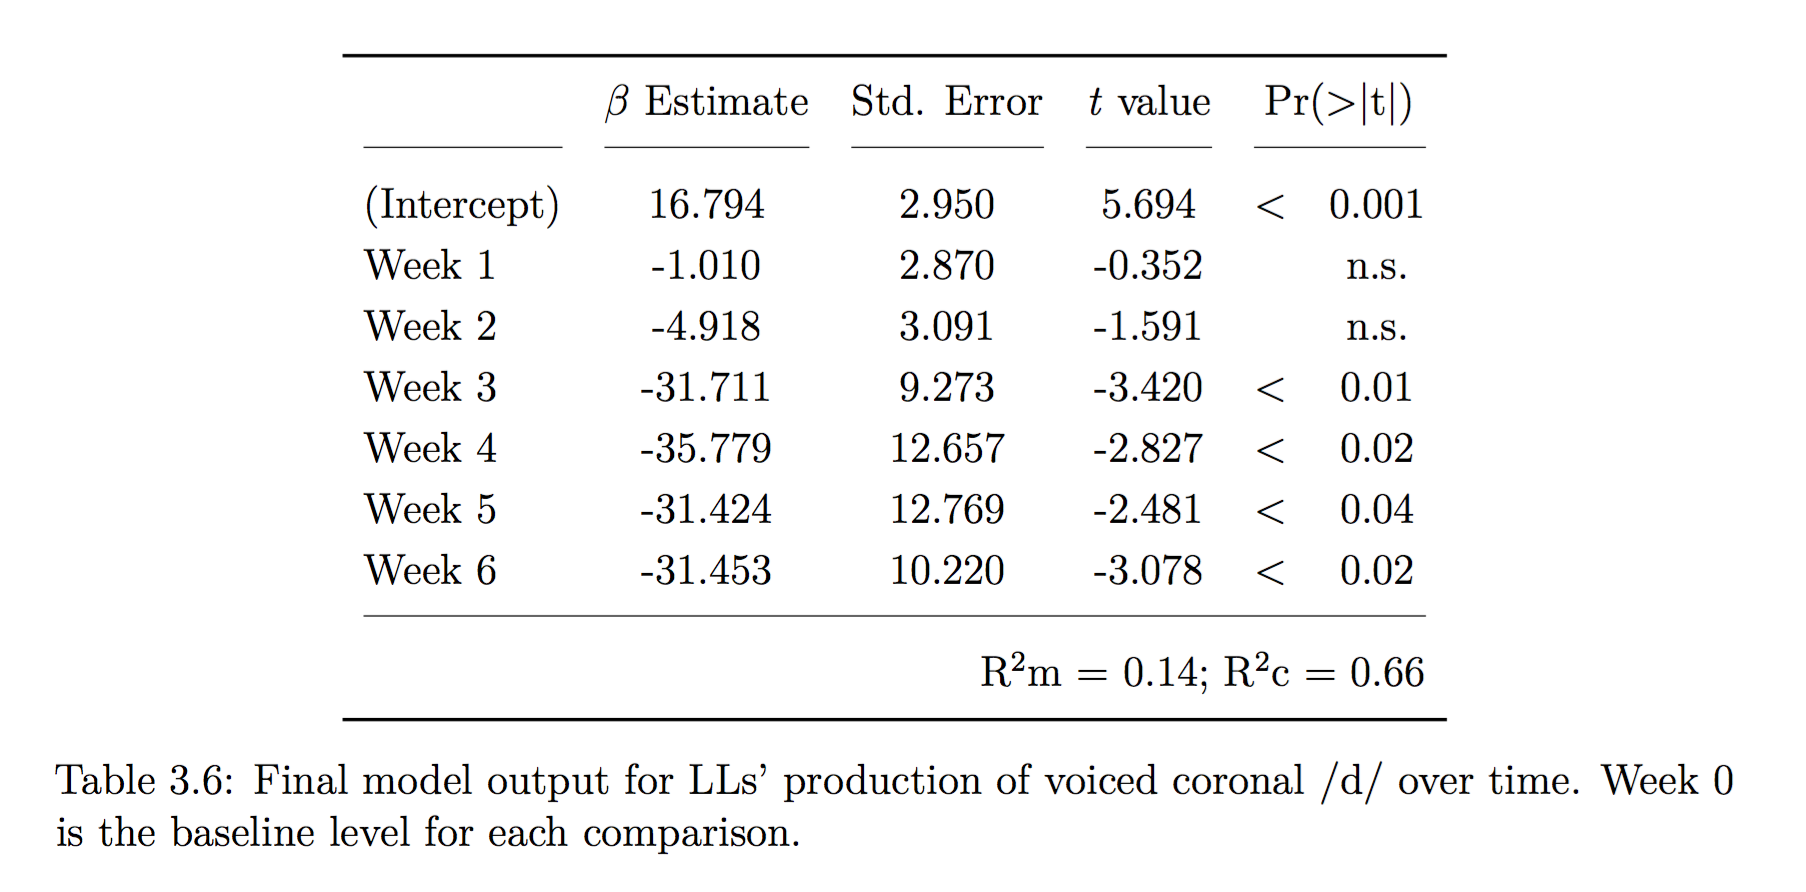 β Estimate Std. Error t value Pr(>|t|)
(Intercept) 16.794 2.950 5.694 < 0.001
Week 1 -1.010 2.870 -0.352 n.s.
Week 2 -4.918 3.091 -1.591 n.s.
Week 3 -31.711 9.273 -3.420 < 0.01
Week 4 -35.779 12.657 -2.827 < 0.02
Week 5 -31.424 12.769 -2.481 < 0.04
Week 6 -31.453 10.220 -3.078 < 0.02
R²m = 0.14; R²c = 0.66
Table 3.6: Final model output for LLs’ production of voiced coronal /d/ over time. Week 0
is the baseline level for each comparison.